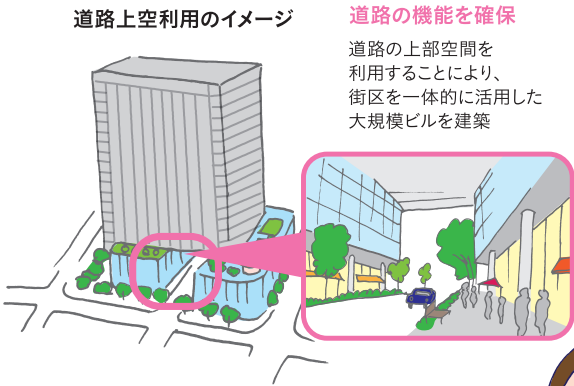 道路上空利用のイメージ
道路の機能を確保
道路の上部空間を
利用することにより、
街区を一体的に活用した
大規模ビルを建築